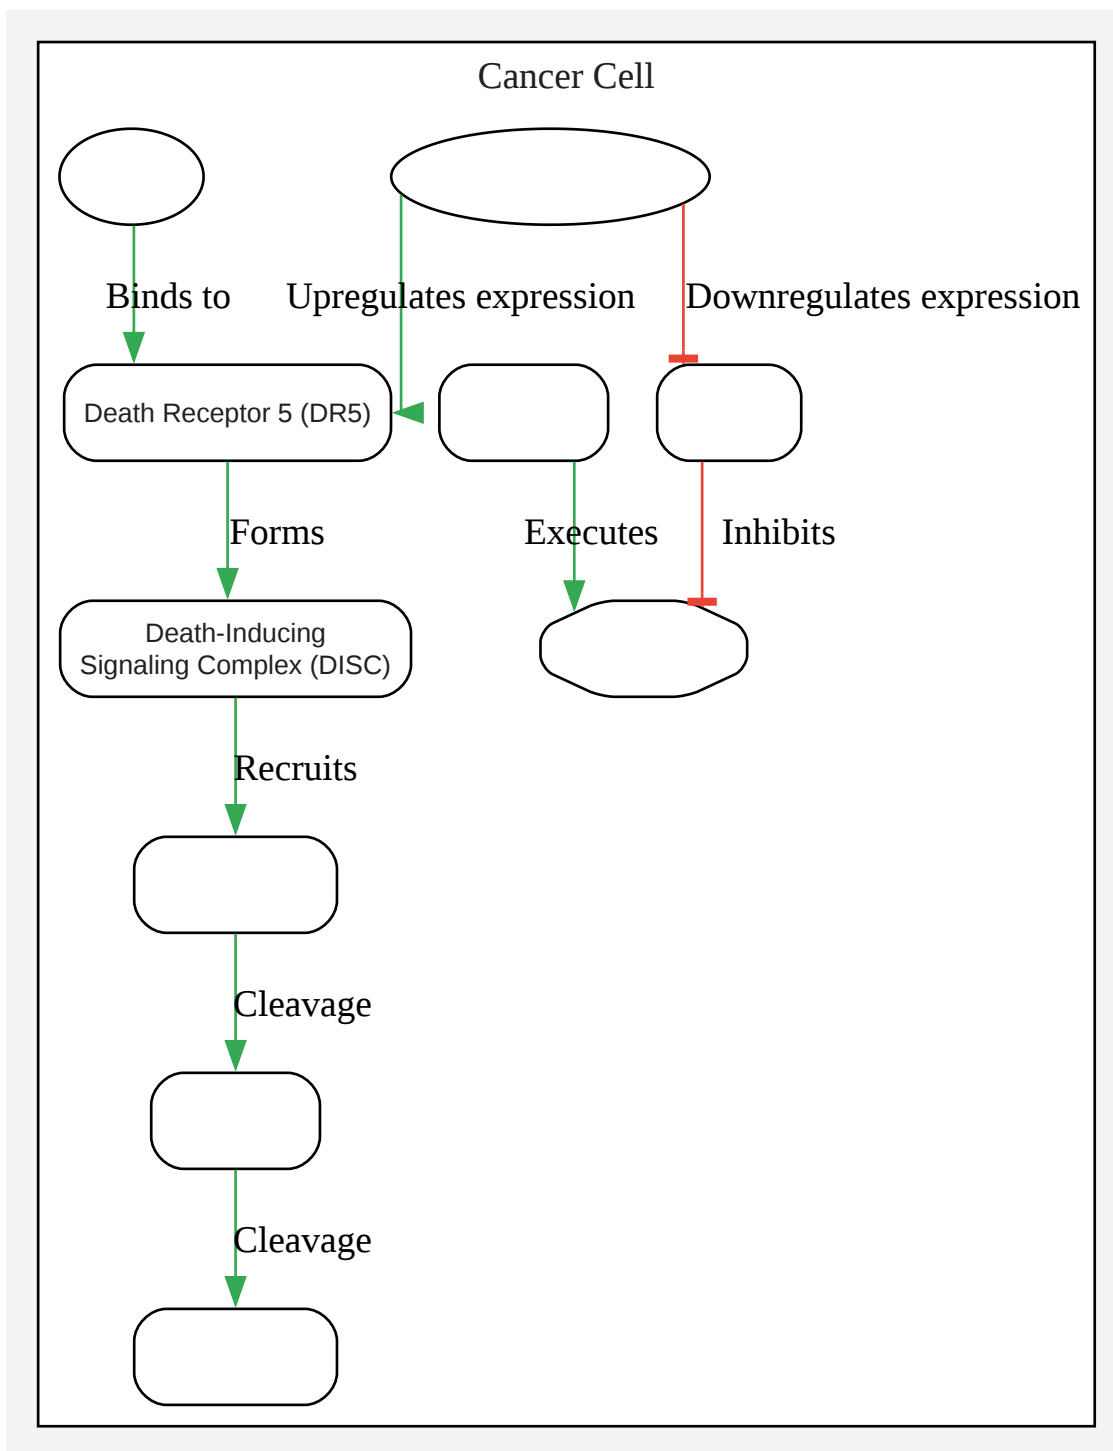 Cancer Cell
Binds to
Upregulates expression
Downregulates expression
Death Receptor 5 (DR5)
Forms
Executes
Inhibits
Death-Inducing
Signaling Complex (DISC)
Recruits
Cleavage
Cleavage